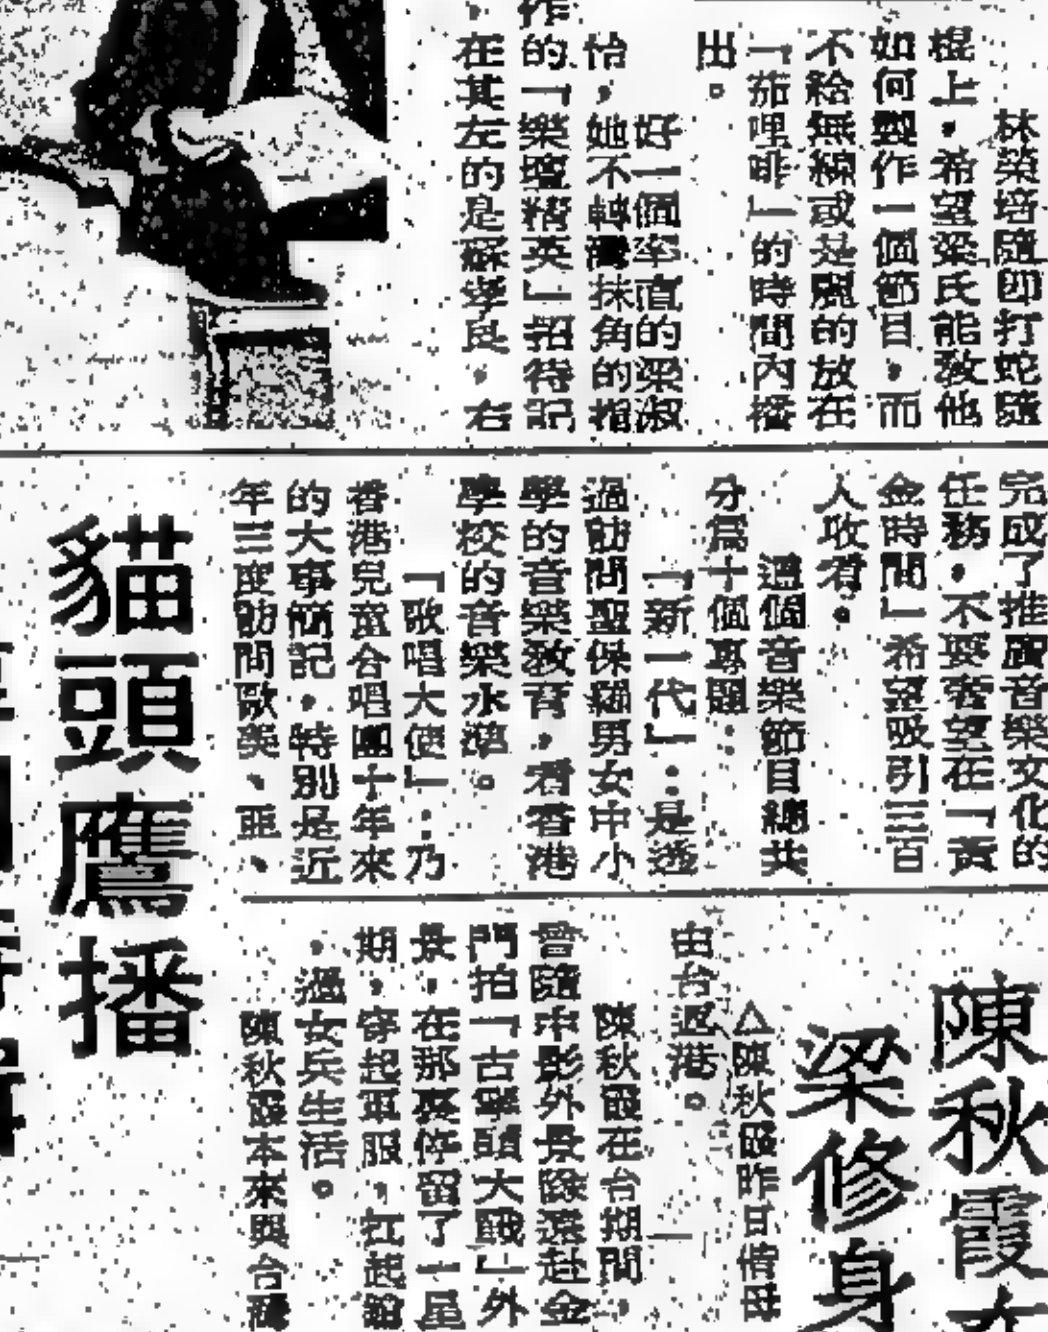 林榮培隨即打蛇隨
棍上，希望梁氏能教他
如何製作一個節目，而
不給無線或是麗的放在
「茄哩啡」的時間內播
出。
好一個率直的梁淑
怡，她不轉灣抹角的指
作的「樂壇精英」招待記
在其左的是蘇孝良，右
完成了推廣音樂文化的
任務，不要寄望在「黃
金時間」希望吸引三百
人收看。
這個音樂節目總共
分爲十個專題：
「新一代」：是透
過訪問聖保羅男女中小
學的音樂教育，看香港
學校的音樂水準。
「歌唱大使」：乃
香港兒童合唱團十年來
的大事簡記，特別是近
年三度訪問歐美、亞、
貓頭鷹播
陳秋霞
梁修身
△陳秋霞昨日偕母
由台返港。
陳秋霞在台期間，
曾隨中影外景隊遠赴金
門拍「古寧頭大戰」外
景，在那裏停留了一星
期，穿起軍服，扛起鎗
，過女兵生活。
陳秋霞本來與合